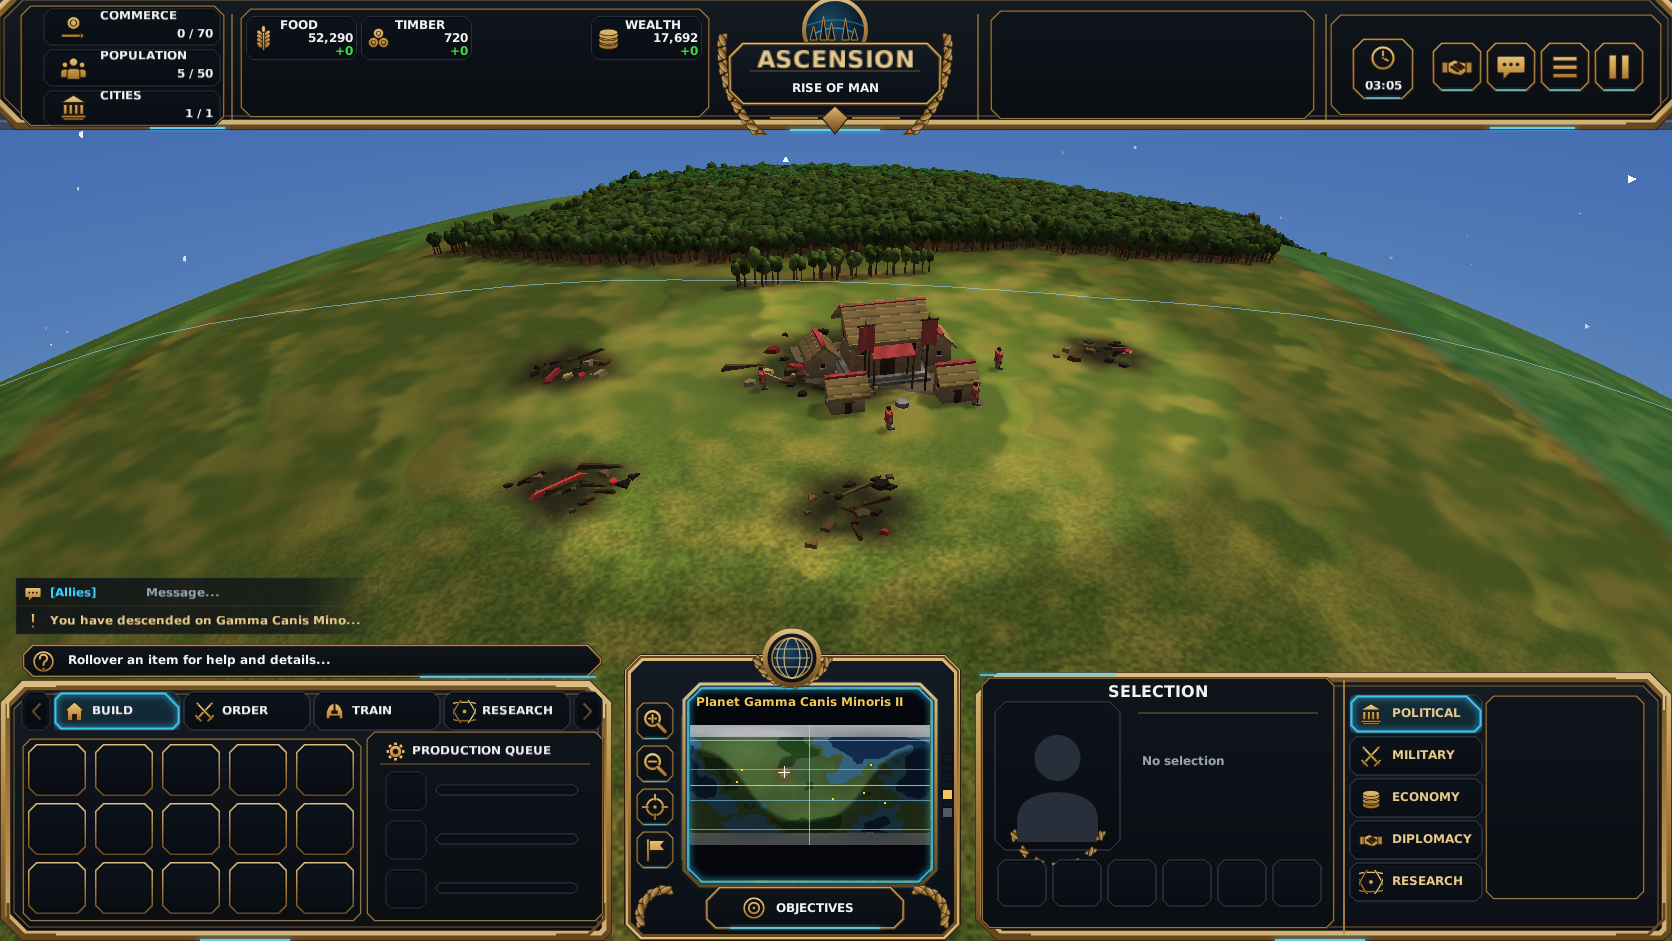 COMMERCE
0 / 70
POPULATION
5 / 50
CITIES
1 / 1
FOOD
52,290
+0
TIMBER
720
+0
WEALTH
17,692
+0
ASCENSION
RISE OF MAN
03:05
[Allies] Message...
! You have descended on Gamma Canis Mino...
Rollover an item for help and details...
BUILD
ORDER
TRAIN
RESEARCH
PRODUCTION QUEUE
Planet Gamma Canis Minoris II
OBJECTIVES
SELECTION
No selection
POLITICAL
MILITARY
ECONOMY
DIPLOMACY
RESEARCH